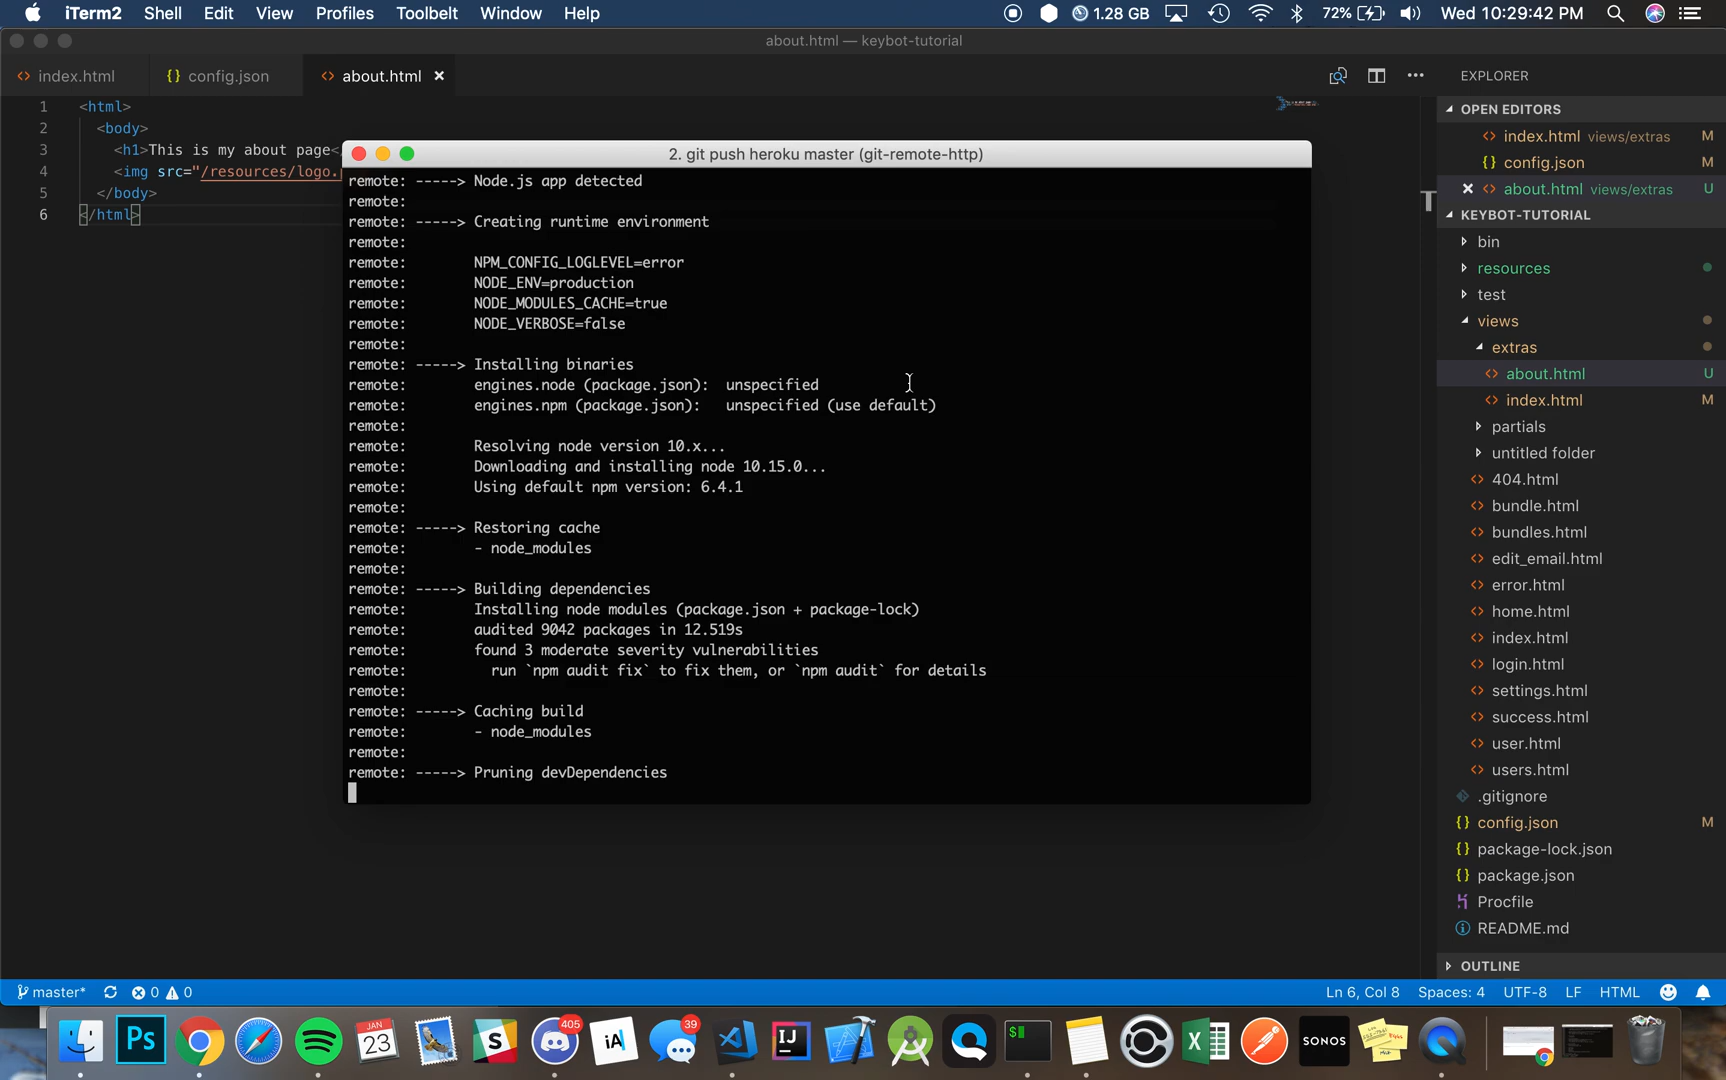 iTerm2 Shell Edit View Profiles Toolbelt Window Help 1.28 GB 72% Wed 10:29:42 PM
about.html — keybot-tutorial
index.html config.json about.html
EXPLORER
OPEN EDITORS
index.html views/extras M
config.json M
about.html views/extras U
KEYBOT-TUTORIAL
bin
resources
test
views
extras
about.html U
index.html M
partials
untitled folder
404.html
bundle.html
bundles.html
edit_email.html
error.html
home.html
index.html
login.html
settings.html
success.html
user.html
users.html
.gitignore
config.json M
package-lock.json
package.json
Procfile
README.md
OUTLINE
1 <html>
2 <body>
3 <h1>This is my about page<
4 <img src="/resources/logo.
5 </body>
6 </html>
2. git push heroku master (git-remote-http)
remote: -----> Node.js app detected
remote:
remote: -----> Creating runtime environment
remote:
remote: NPM_CONFIG_LOGLEVEL=error
remote: NODE_ENV=production
remote: NODE_MODULES_CACHE=true
remote: NODE_VERBOSE=false
remote:
remote: -----> Installing binaries
remote: engines.node (package.json): unspecified
remote: engines.npm (package.json): unspecified (use default)
remote:
remote: Resolving node version 10.x...
remote: Downloading and installing node 10.15.0...
remote: Using default npm version: 6.4.1
remote:
remote: -----> Restoring cache
remote: - node_modules
remote:
remote: -----> Building dependencies
remote: Installing node modules (package.json + package-lock)
remote: audited 9042 packages in 12.519s
remote: found 3 moderate severity vulnerabilities
remote: run `npm audit fix` to fix them, or `npm audit` for details
remote:
remote: -----> Caching build
remote: - node_modules
remote:
remote: -----> Pruning devDependencies
master* 0 0 Ln 6, Col 8 Spaces: 4 UTF-8 LF HTML
Ps JAN 23 S 405 iA 39 IJ $ SONOS